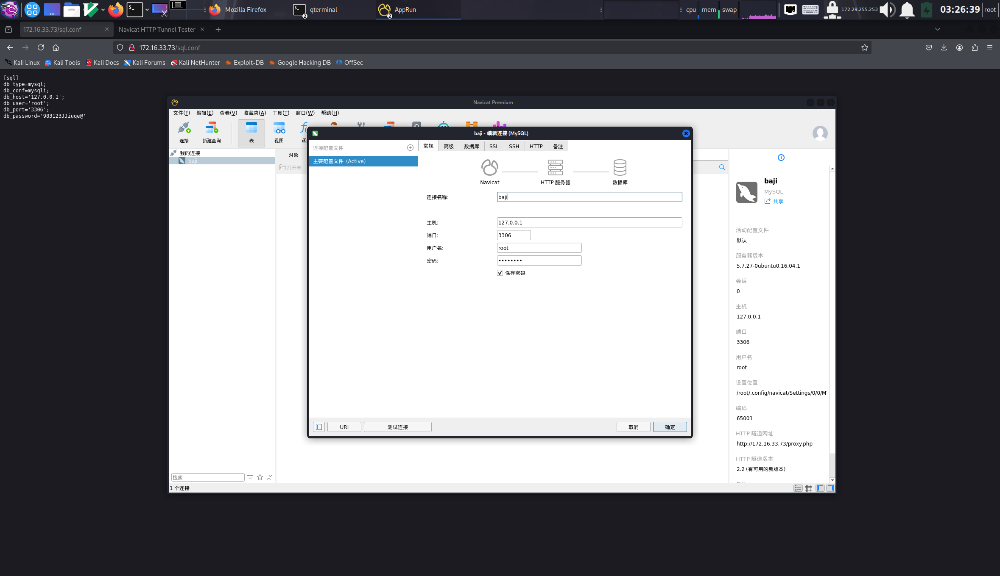 Mozilla Firefox
qterminal
2
AppRun
2
cpu
mem
swap
172.29.255.253
03:26:39
root
172.16.33.73/sql.conf
Navicat HTTP Tunnel Tester
172.16.33.73/sql.conf
Kali Linux
Kali Tools
Kali Docs
Kali Forums
Kali NetHunter
Exploit-DB
Google Hacking DB
OffSec
[sql]
db_type=mysql;
db_conf=mysqli;
db_host='127.0.0.1';
db_user='root';
db_port='3306';
db_password='983123JJiuqe@'
Navicat Premium
文件(F)
编辑(E)
查看(V)
收藏夹(A)
工具(T)
窗口(W)
帮助(H)
连接
新建查询
表
视图
我的连接
baji
对象
打开表
baji - 编辑连接 (MySQL)
连接配置文件
主要配置文件 (Active)
常规
高级
数据库
SSL
SSH
HTTP
备注
Navicat
HTTP 服务器
数据库
连接名称:
baji
主机:
127.0.0.1
端口:
3306
用户名:
root
密码:
••••••••
保存密码
URI
测试连接
取消
确定
baji
MySQL
共享
活动配置文件
默认
服务器版本
5.7.27-0ubuntu0.16.04.1
会话
0
主机
127.0.0.1
端口
3306
用户名
root
设置位置
/root/.config/navicat/Settings/0/0/M
编码
65001
HTTP 隧道网址
http://172.16.33.73/proxy.php
HTTP 隧道版本
2.2 (有可用的新版本)
搜索
1 个连接